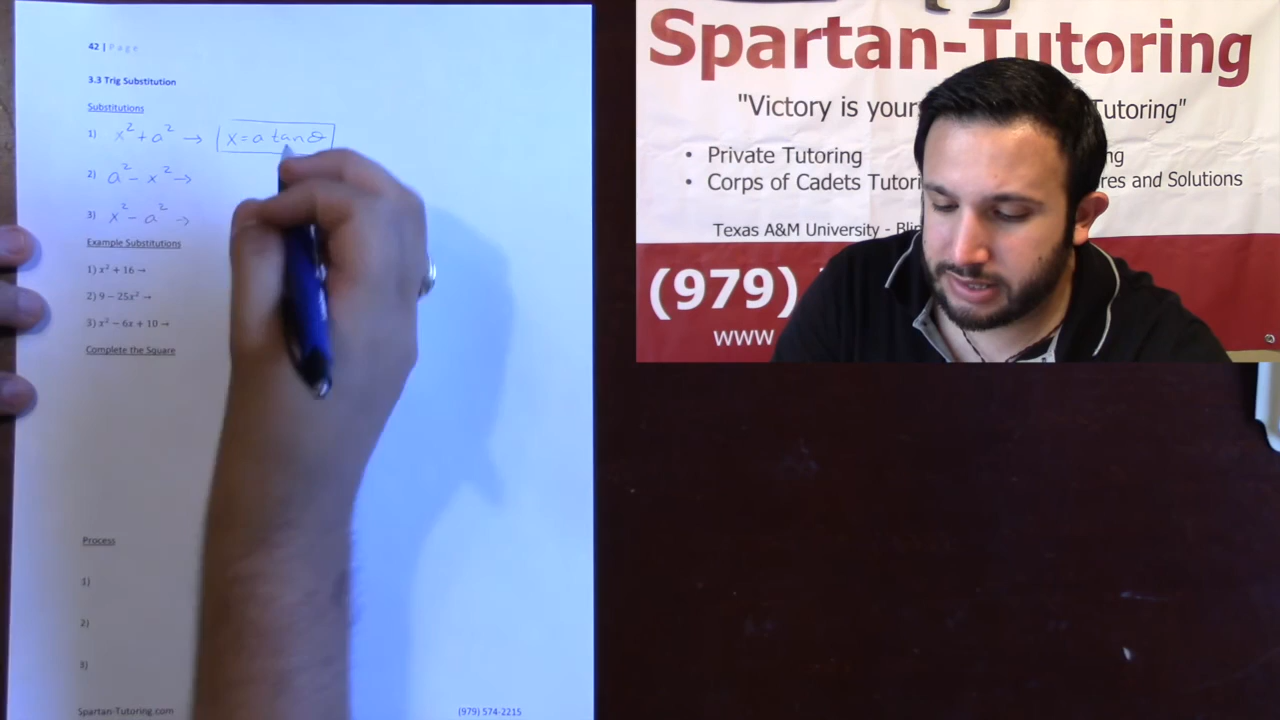 42 | Page
3.3 Trig Substitution
Substitutions
1) x² + a² → x = a tan θ
2) a² - x² →
3) x² - a² →
Example Substitutions
1) x² + 16 →
2) 9 − 25x² →
3) x² − 6x + 10 →
Complete the Square
Process
1)
2)
3)
Spartan-Tutoring.com (979) 574-2215
Spartan-Tutoring
"Victory is your Tutoring"
• Private Tutoring
• Corps of Cadets Tutori res and Solutions
Texas A&M University - Bli
(979)
www